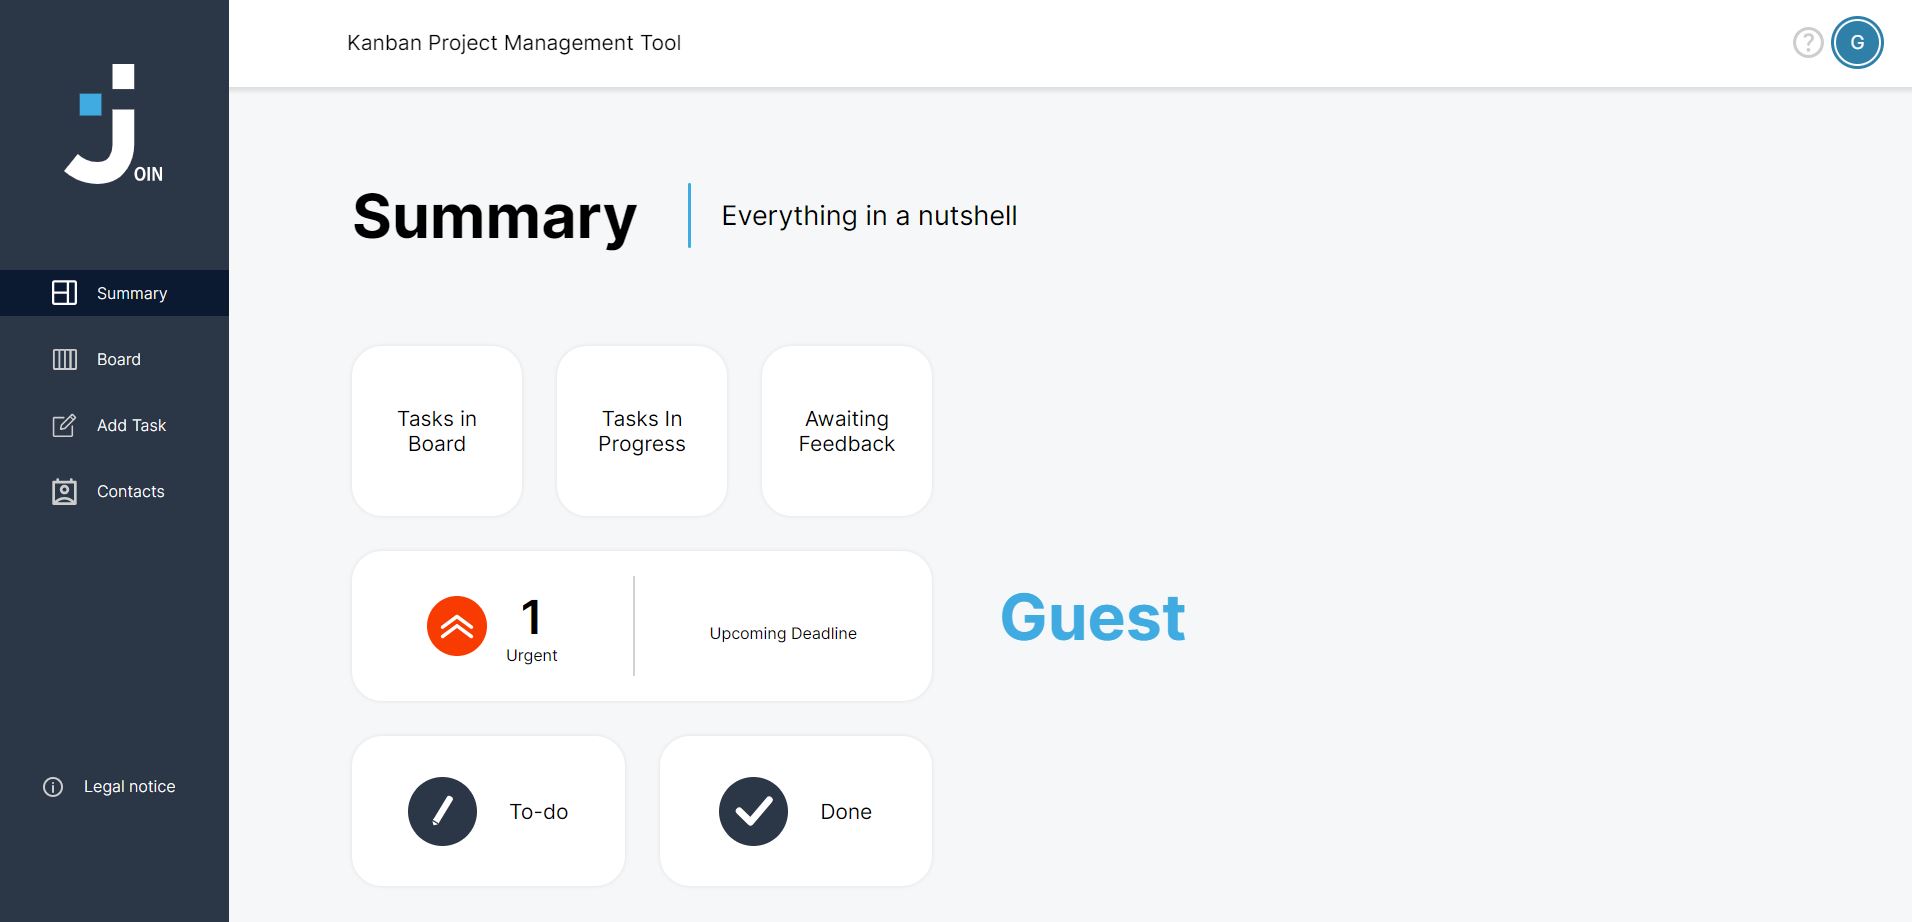 Kanban Project Management Tool
?
G
J
OIN
Summary
Board
Add Task
Contacts
Legal notice
Summary
Everything in a nutshell
Tasks in
Board
Tasks In
Progress
Awaiting
Feedback
1
Urgent
Upcoming Deadline
Guest
To-do
Done